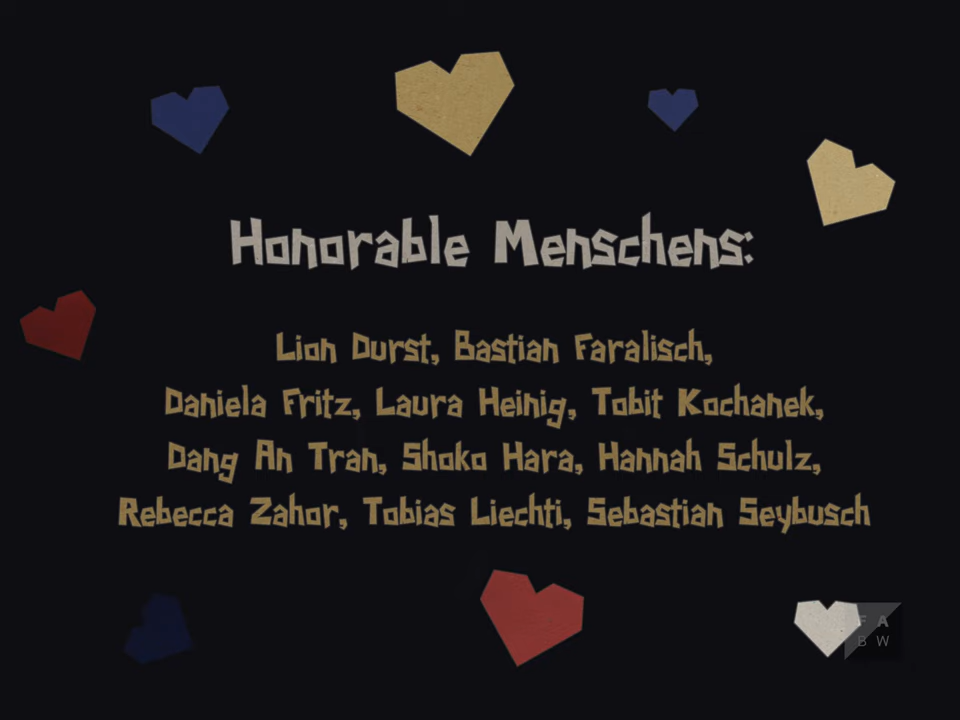 Honorable Menschens:
Lion Durst, Bastian Faralisch,
Daniela Fritz, Laura Heinig, Tobit Kochanek,
Dang An Tran, Shoko Hara, Hannah Schulz,
Rebecca Zahor, Tobias Liechti, Sebastian Seybusch
F A
B W